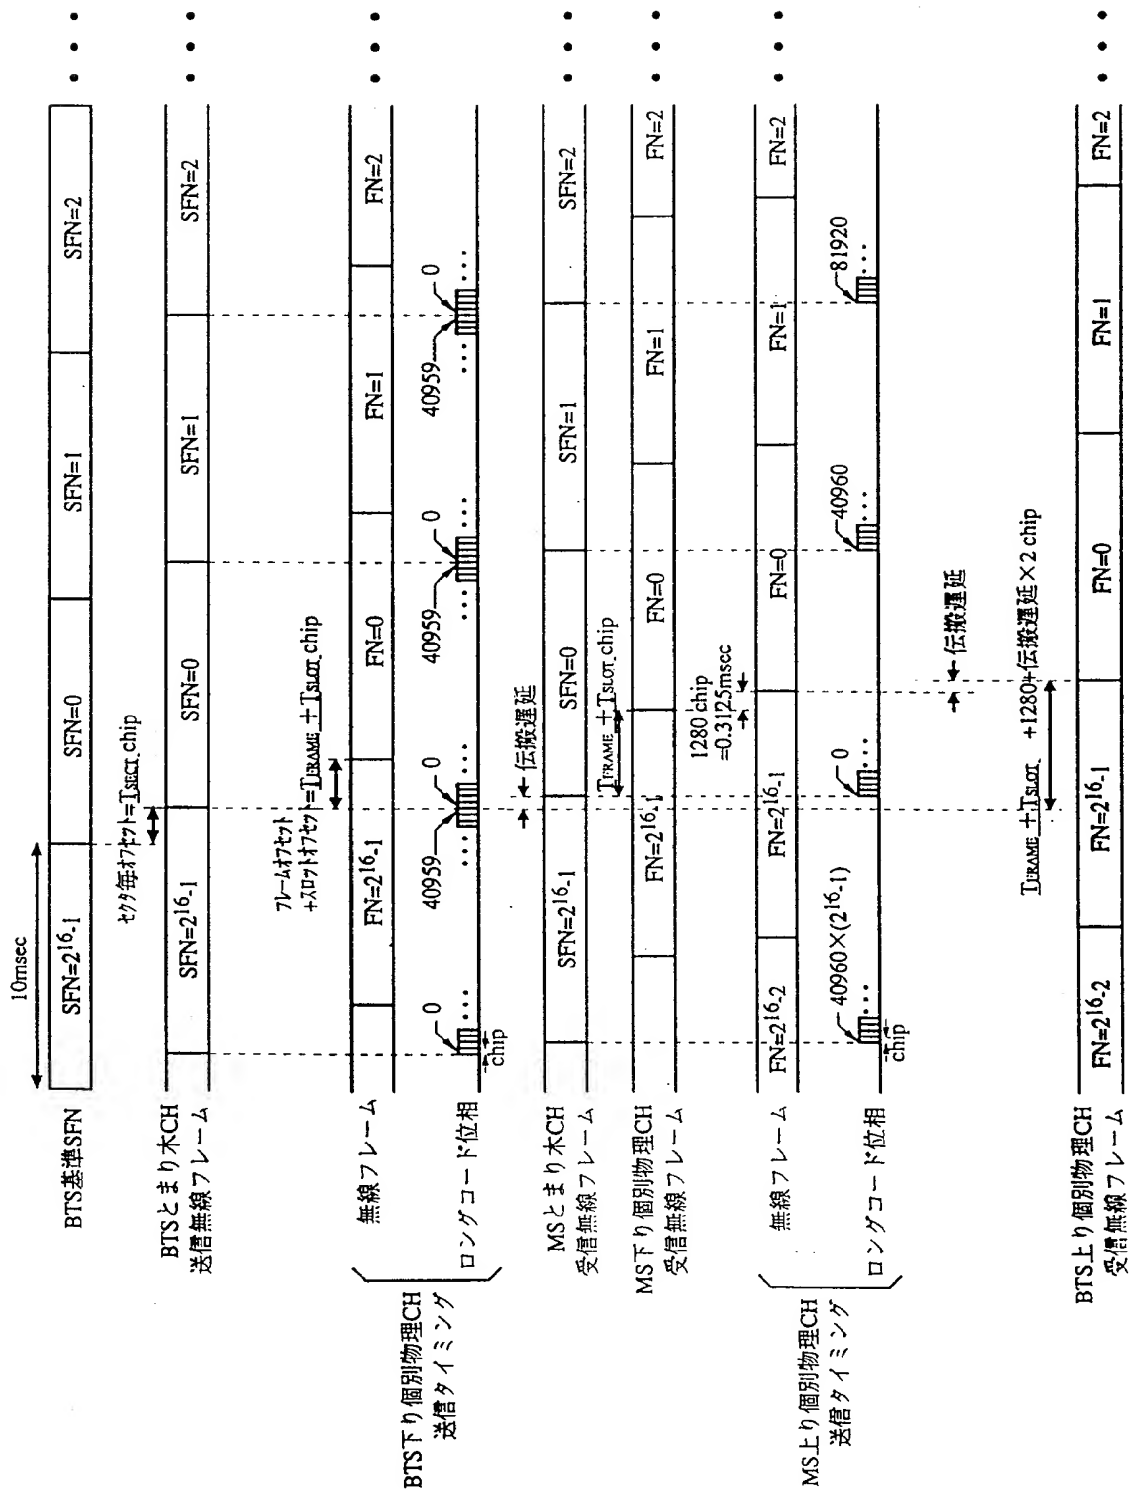 10msec
BTS基準SFN
SFN=2^16-1
SFN=0
SFN=1
SFN=2
セクタ毎オフセット=TSECT chip
BTSとまり木CH
送信無線フレーム
SFN=2^16-1
SFN=0
SFN=1
SFN=2
フレームオフセット
+スロットオフセット=TFRAME+TSLOT chip
BTS下り個別物理CH
送信タイミング
無線フレーム
FN=2^16-1
FN=0
FN=1
FN=2
ロングコード位相
0
chip
40959
0
40959
0
40959
0
伝搬遅延
MSとまり木CH
受信無線フレーム
SFN=2^16-1
SFN=0
SFN=1
SFN=2
TFRAME+TSLOT chip
MS下り個別物理CH
受信無線フレーム
FN=2^16-1
FN=0
FN=1
FN=2
1280 chip
=0.3125msec
MS上り個別物理CH
送信タイミング
無線フレーム
FN=2^16-2
FN=2^16-1
FN=0
FN=1
FN=2
ロングコード位相
40960×(2^16-1)
chip
0
40960
81920
伝搬遅延
TFRAME+TSLOT +1280+伝搬遅延×2 chip
BTS上り個別物理CH
受信無線フレーム
FN=2^16-2
FN=2^16-1
FN=0
FN=1
FN=2